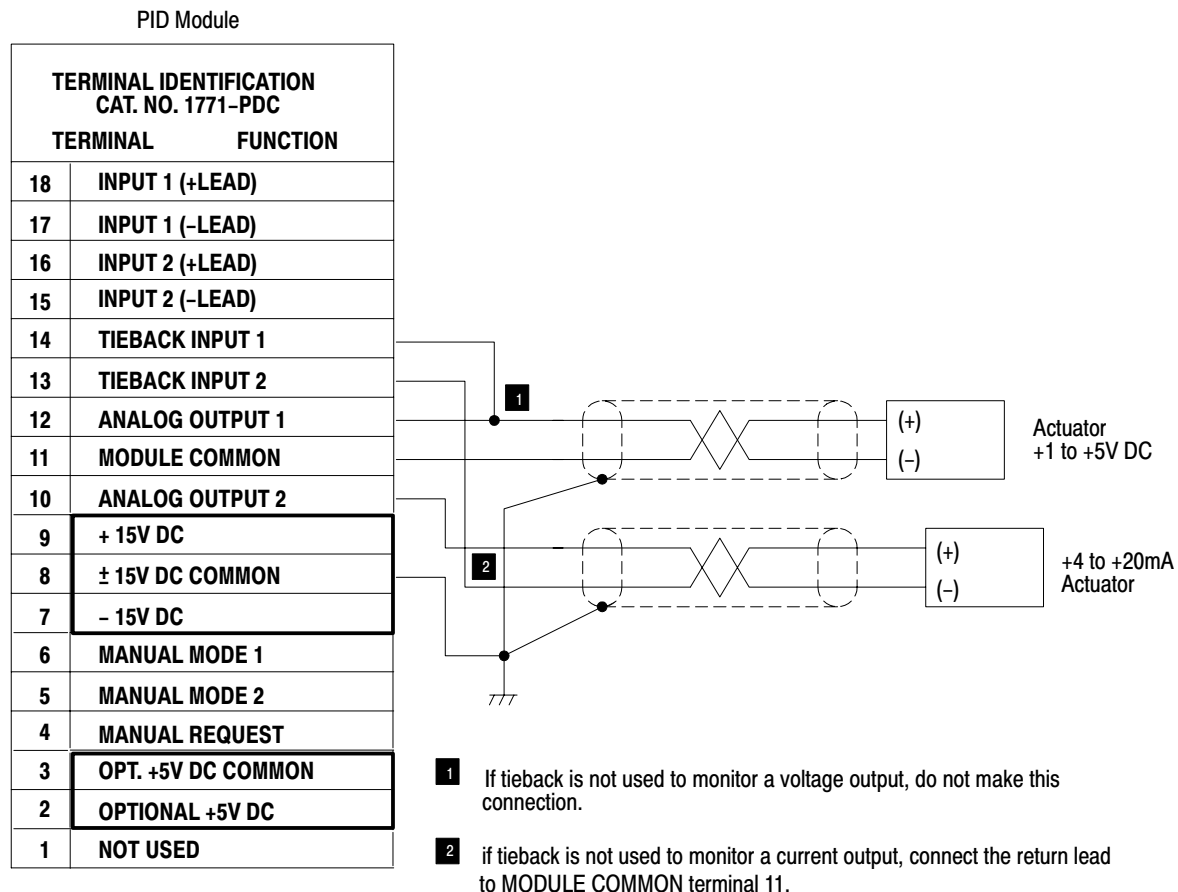 PID Module
TERMINAL IDENTIFICATION
CAT. NO. 1771–PDC
TERMINAL FUNCTION
18 INPUT 1 (+LEAD)
17 INPUT 1 (–LEAD)
16 INPUT 2 (+LEAD)
15 INPUT 2 (–LEAD)
14 TIEBACK INPUT 1
13 TIEBACK INPUT 2
12 ANALOG OUTPUT 1
11 MODULE COMMON
10 ANALOG OUTPUT 2
9 + 15V DC
8 ± 15V DC COMMON
7 – 15V DC
6 MANUAL MODE 1
5 MANUAL MODE 2
4 MANUAL REQUEST
3 OPT. +5V DC COMMON
2 OPTIONAL +5V DC
1 NOT USED
1
(+)
(–)
Actuator
+1 to +5V DC
2
(+)
(–)
+4 to +20mA
Actuator
1 If tieback is not used to monitor a voltage output, do not make this
connection.
2 if tieback is not used to monitor a current output, connect the return lead
to MODULE COMMON terminal 11.